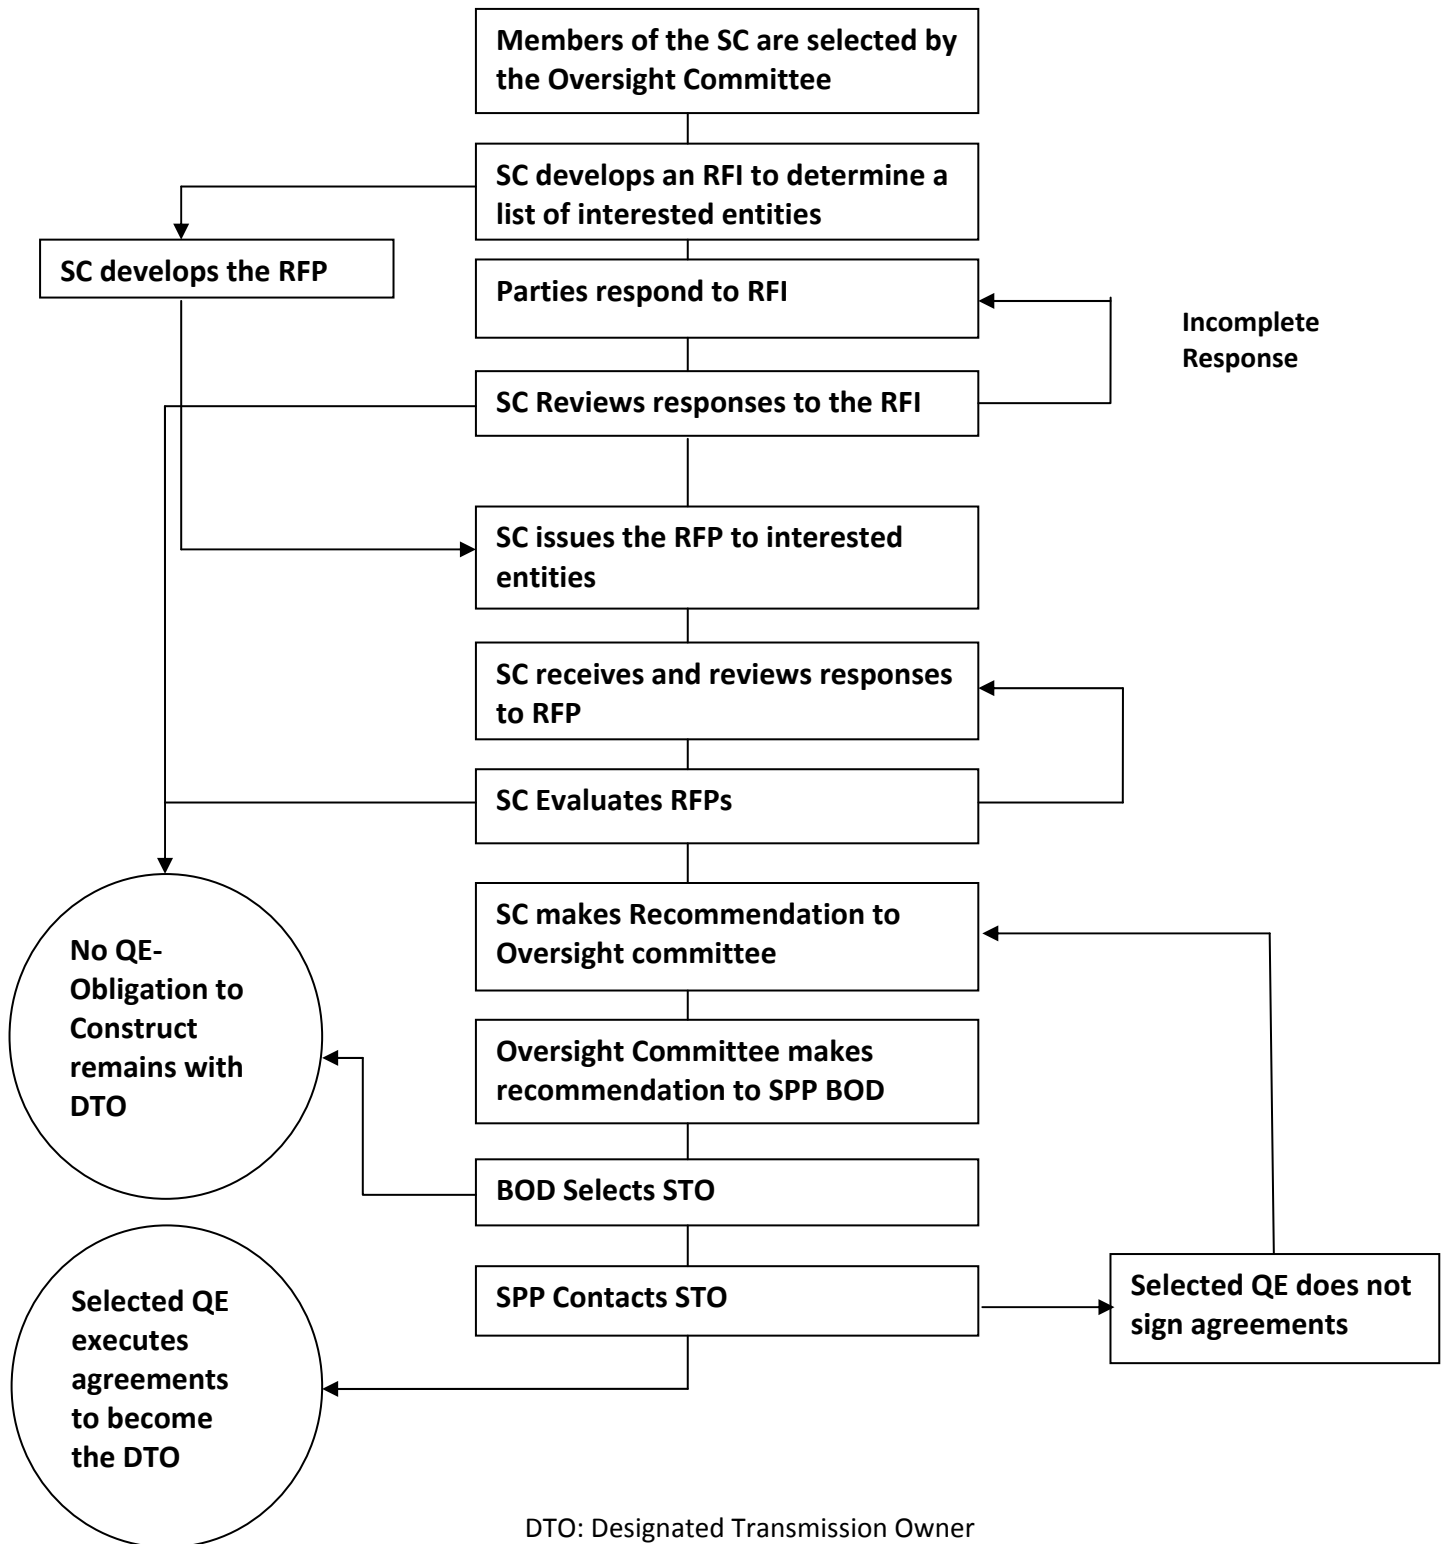 Members of the SC are selected by
the Oversight Committee
SC develops an RFI to determine a
list of interested entities
SC develops the RFP
Parties respond to RFI
Incomplete
Response
SC Reviews responses to the RFI
SC issues the RFP to interested
entities
SC receives and reviews responses
to RFP
SC Evaluates RFPs
SC makes Recommendation to
Oversight committee
No QE-
Obligation to
Construct
remains with
DTO
Oversight Committee makes
recommendation to SPP BOD
BOD Selects STO
SPP Contacts STO
Selected QE does not
sign agreements
Selected QE
executes
agreements
to become
the DTO
DTO: Designated Transmission Owner